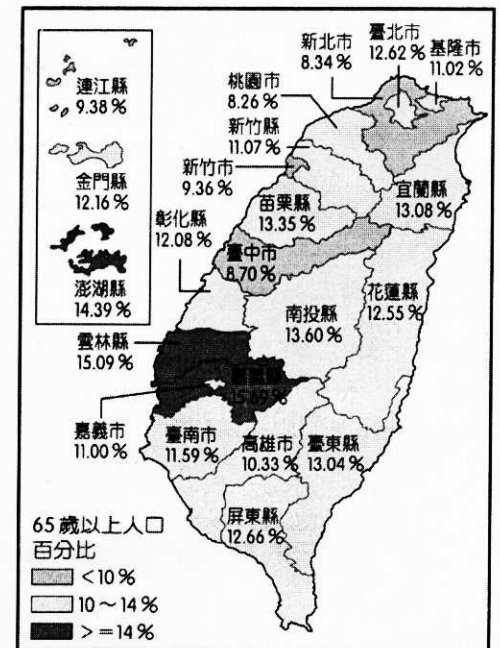 臺北市
12.62%
新北市
8.34%
基隆市
11.02%
桃園市
8.26%
新竹縣
11.07%
新竹市
9.36%
連江縣
9.38%
金門縣
12.16%
澎湖縣
14.39%
宜蘭縣
13.08%
苗栗縣
13.35%
彰化縣
12.08%
臺中市
8.70%
花蓮縣
12.55%
南投縣
13.60%
雲林縣
15.09%
15.69%
嘉義市
11.00%
臺南市
11.59%
高雄市
10.33%
臺東縣
13.04%
屏東縣
12.66%
65歲以上人口
百分比
<10%
10～14%
>=14%